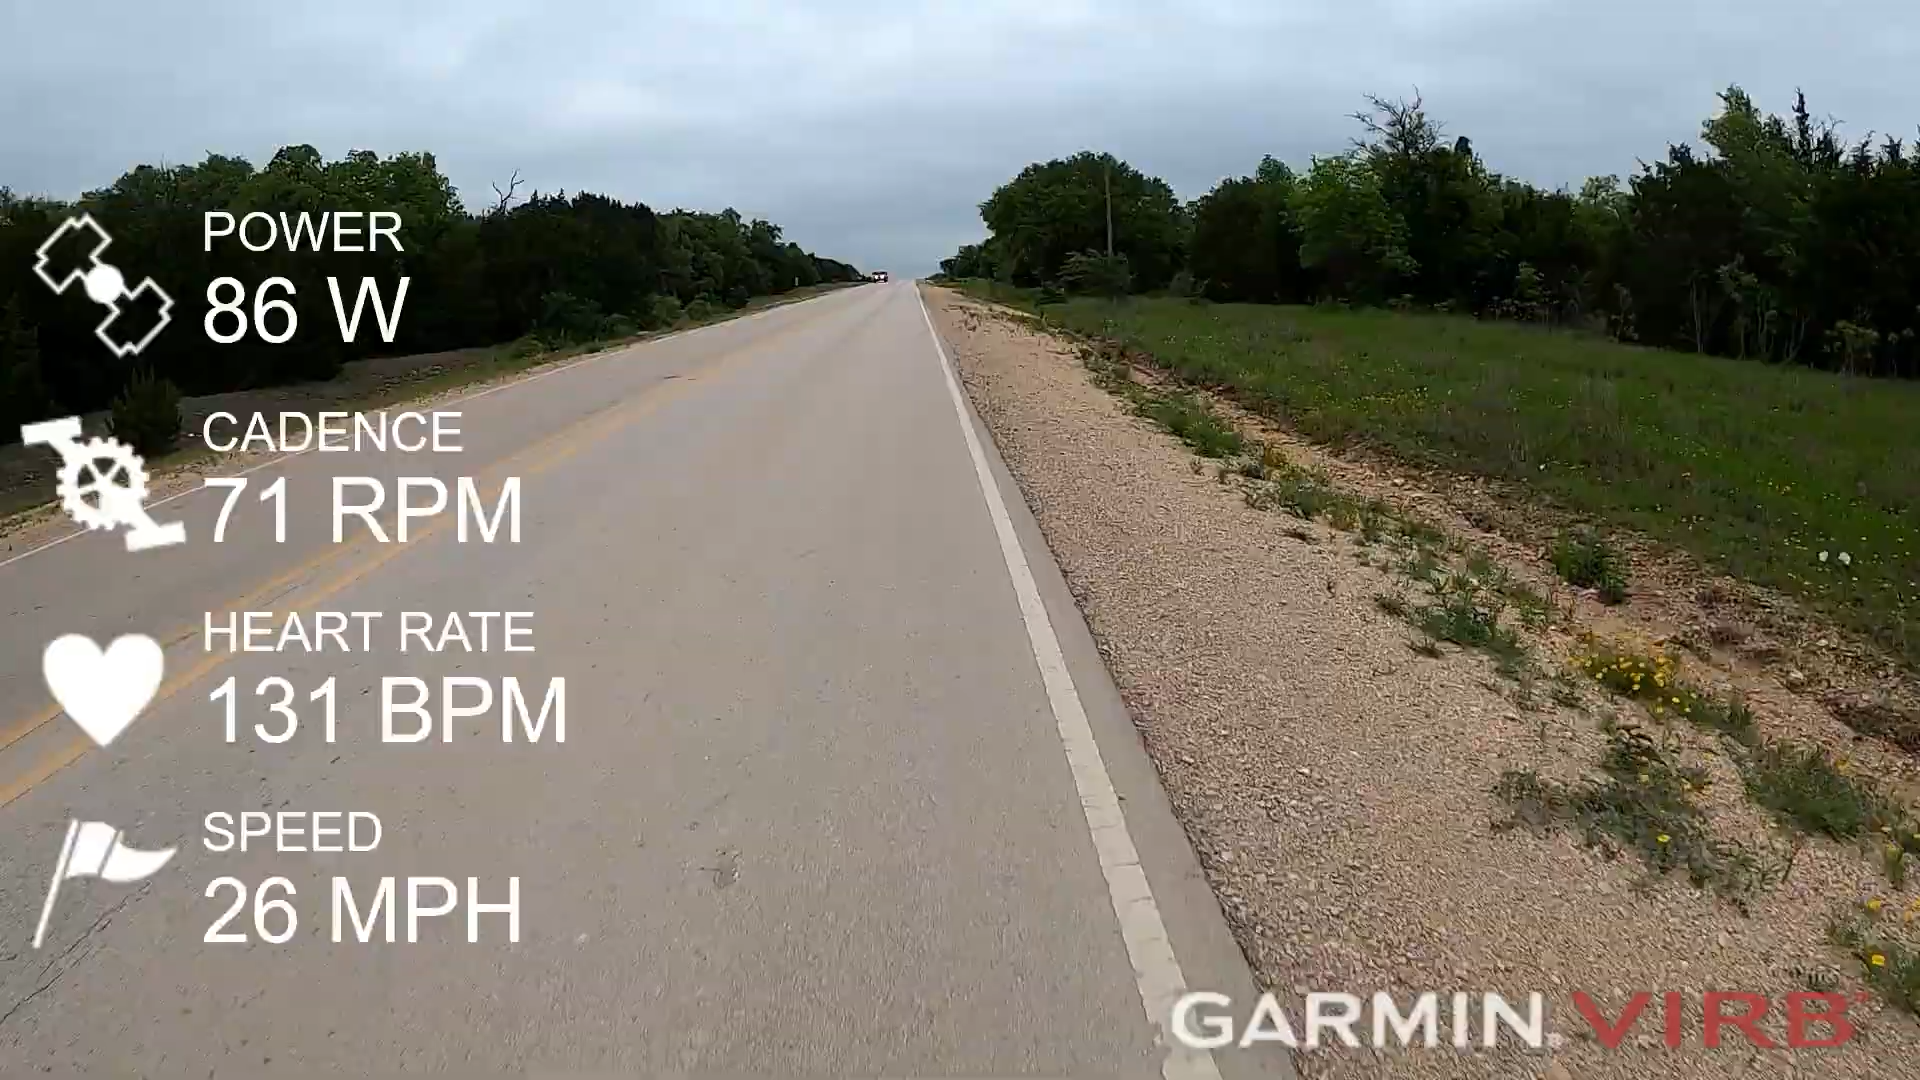 POWER
86 W
CADENCE
71 RPM
HEART RATE
131 BPM
SPEED
26 MPH
GARMIN VIRB